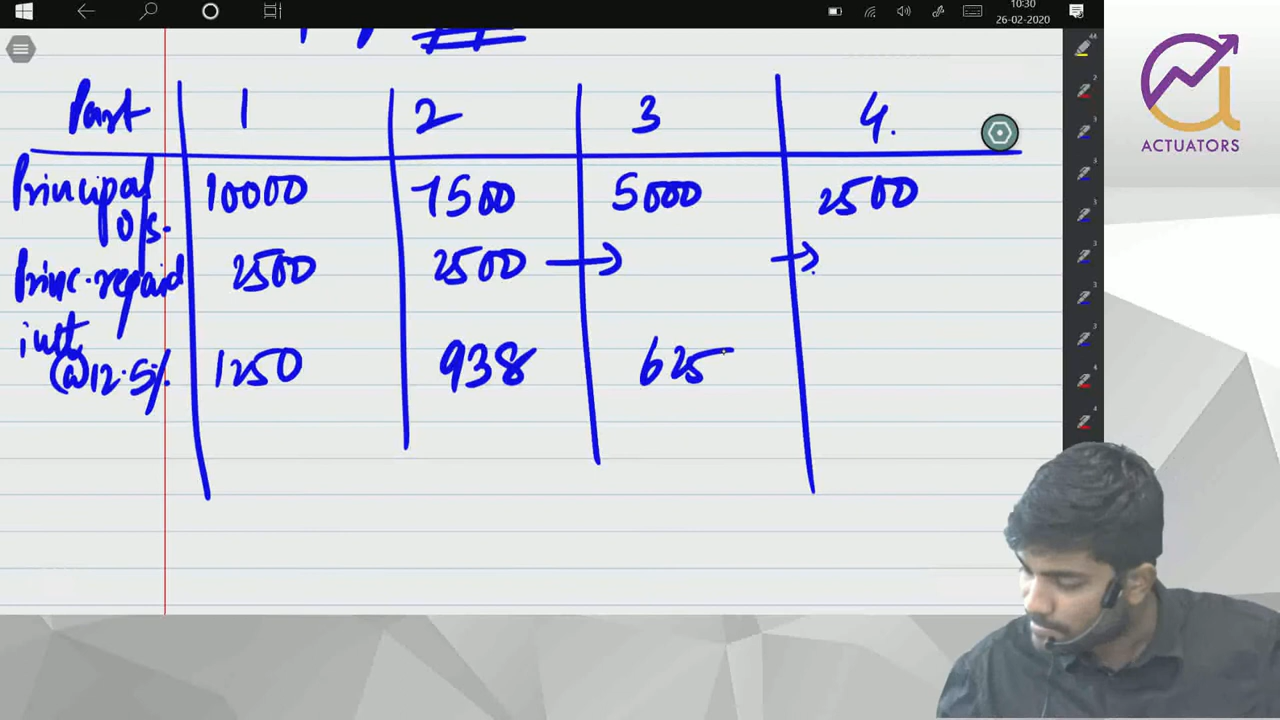 10:30
26-02-2020
ACTUATORS
Part 1 2 3 4.
Principal 10000 7500 5000 2500
O/s.
Princ. repaid 2500 2500 → →
intt.
@12.5%. 1250 938 625